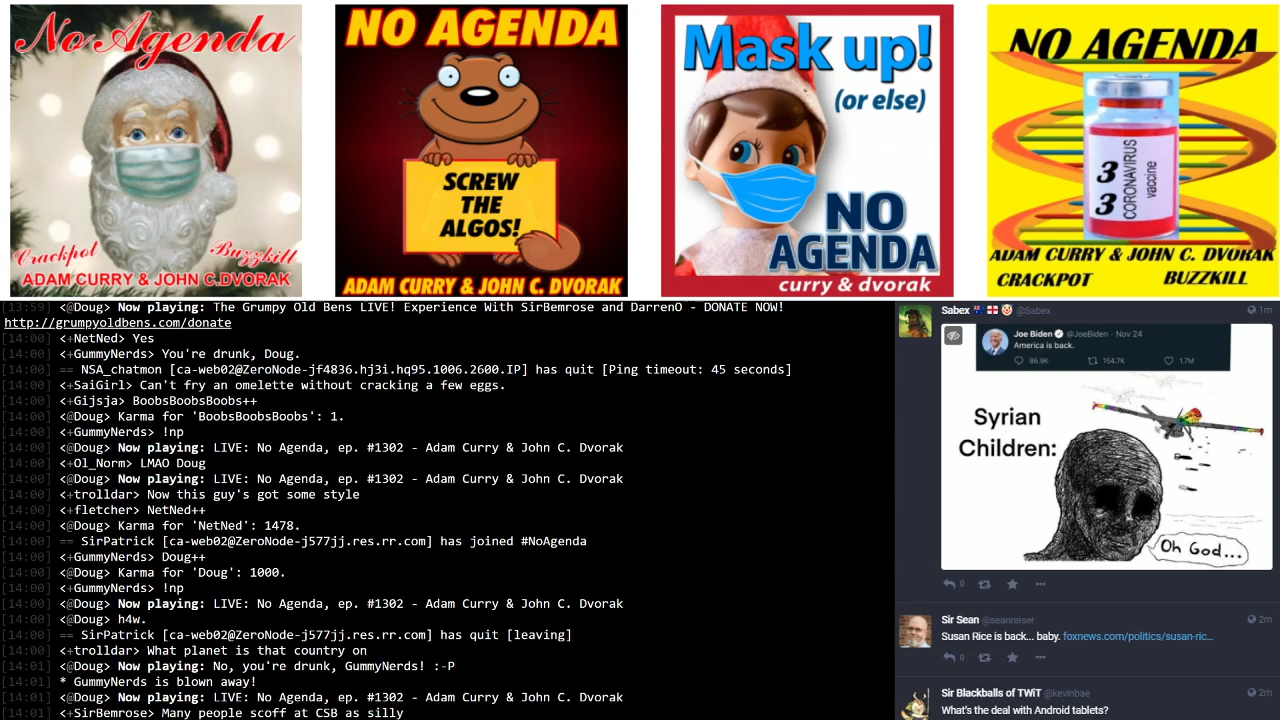 No Agenda
Crackpot
Buzzkill
ADAM CURRY & JOHN C.DVORAK
NO AGENDA
SCREW
THE
ALGOS!
ADAM CURRY & JOHN C. DVORAK
Mask up!
(or else)
NO
AGENDA
curry & dvorak
NO AGENDA
33
CORONAVIRUS
vaccine
ADAM CURRY & JOHN C. DVORAK
CRACKPOT
BUZZKILL
[13:59] <@Doug> Now playing: The Grumpy Old Bens LIVE! Experience With SirBemrose and DarrenO - DONATE NOW!
http://grumpyoldbens.com/donate
[14:00] <+NetNed> Yes
[14:00] <+GummyNerds> You're drunk, Doug.
[14:00] == NSA_chatmon [ca-web02@ZeroNode-jf4836.hj3i.hq95.1006.2600.IP] has quit [Ping timeout: 45 seconds]
[14:00] <+SaiGirl> Can't fry an omelette without cracking a few eggs.
[14:00] <+Gijsja> BoobsBoobsBoobs++
[14:00] <@Doug> Karma for 'BoobsBoobsBoobs': 1.
[14:00] <+GummyNerds> !np
[14:00] <@Doug> Now playing: LIVE: No Agenda, ep. #1302 - Adam Curry & John C. Dvorak
[14:00] <+Ol_Norm> LMAO Doug
[14:00] <@Doug> Now playing: LIVE: No Agenda, ep. #1302 - Adam Curry & John C. Dvorak
[14:00] <+trolldar> Now this guy's got some style
[14:00] <+fletcher> NetNed++
[14:00] <@Doug> Karma for 'NetNed': 1478.
[14:00] == SirPatrick [ca-web02@ZeroNode-j577jj.res.rr.com] has joined #NoAgenda
[14:00] <+GummyNerds> Doug++
[14:00] <@Doug> Karma for 'Doug': 1000.
[14:00] <+GummyNerds> !np
[14:00] <@Doug> Now playing: LIVE: No Agenda, ep. #1302 - Adam Curry & John C. Dvorak
[14:00] <@Doug> h4w.
[14:00] == SirPatrick [ca-web02@ZeroNode-j577jj.res.rr.com] has quit [leaving]
[14:00] <+trolldar> What planet is that country on
[14:01] <@Doug> Now playing: No, you're drunk, GummyNerds! :-P
[14:01] * GummyNerds is blown away!
[14:01] <@Doug> Now playing: LIVE: No Agenda, ep. #1302 - Adam Curry & John C. Dvorak
[14:01] <+SirBemrose> Many people scoff at CSB as silly
Sabex @Sabex 1m
Joe Biden @JoeBiden · Nov 24
America is back.
86.9K 154.7K 1.7M
Syrian
Children:
Oh God...
0
Sir Sean @seanreiser 2m
Susan Rice is back... baby. foxnews.com/politics/susan-ric...
0
Sir Blackballs of TWiT @kevinbae 2m
What's the deal with Android tablets?